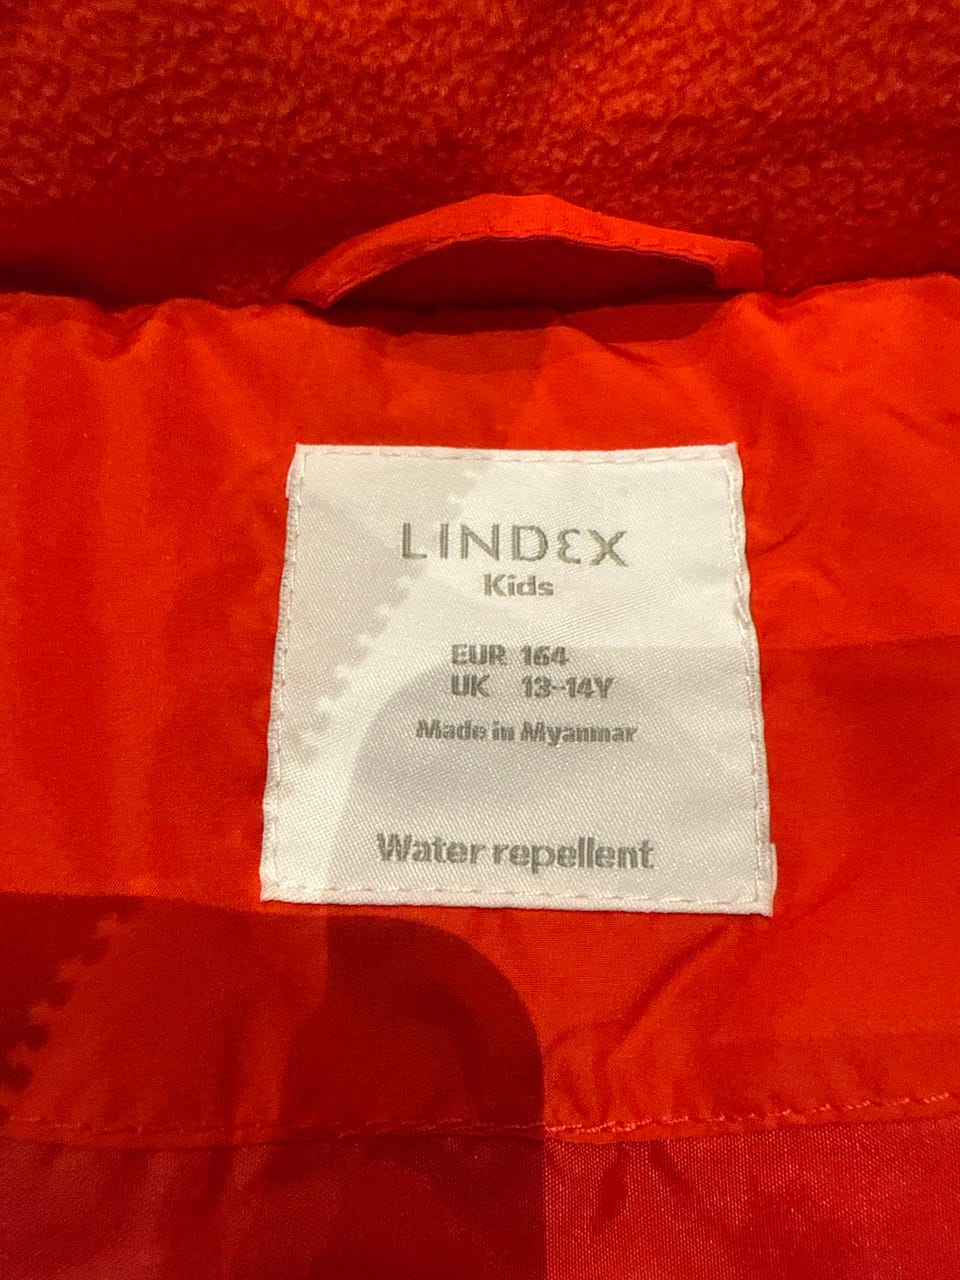 LINDEX
Kids
EUR 164
UK 13-14Y
Made in Myanmar
Water repellent